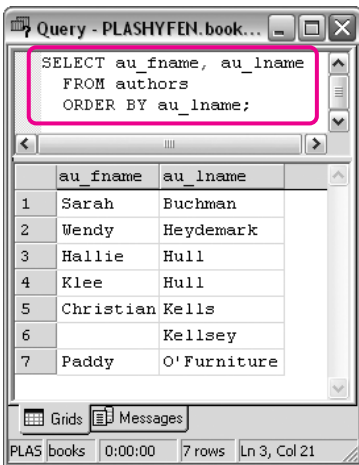 Query - PLASHYFEN.book...
SELECT au_fname, au_lname
FROM authors
ORDER BY au_lname;
au_fname au_lname
1 Sarah Buchman
2 Wendy Heydemark
3 Hallie Hull
4 Klee Hull
5 Christian Kells
6 Kellsey
7 Paddy O'Furniture
Grids Messages
PLAS books 0:00:00 7 rows Ln 3, Col 21